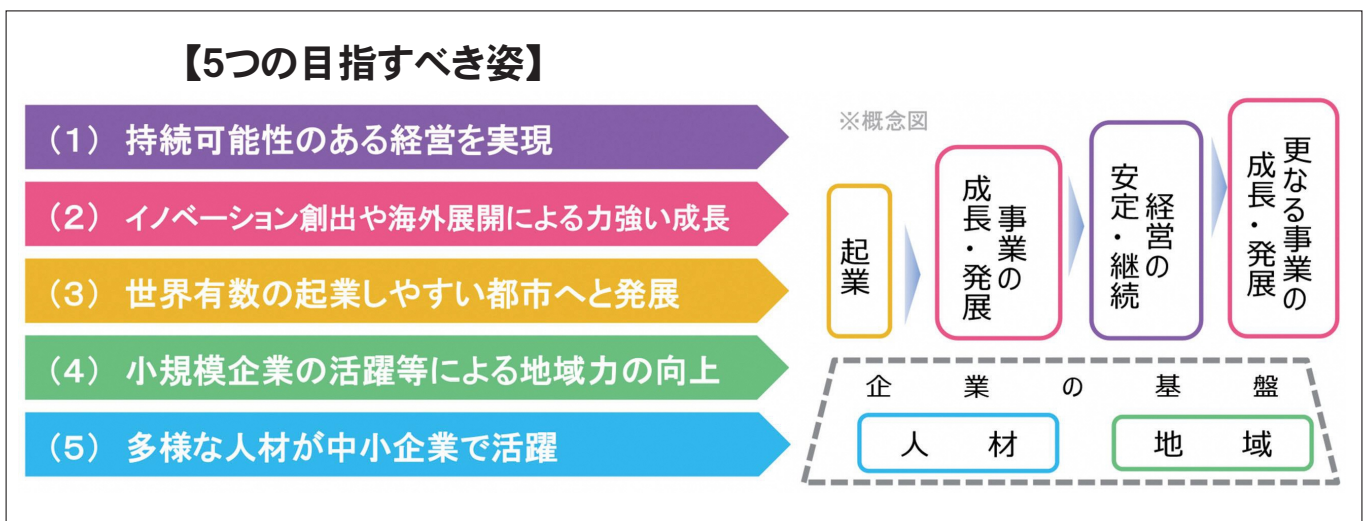 【5つの目指すべき姿】
（1） 持続可能性のある経営を実現
（2） イノベーション創出や海外展開による力強い成長
（3） 世界有数の起業しやすい都市へと発展
（4） 小規模企業の活躍等による地域力の向上
（5） 多様な人材が中小企業で活躍
※概念図
起業
事業の
成長・発展
経営の
安定・継続
更なる事業の
成長・発展
企業の基盤
人材
地域